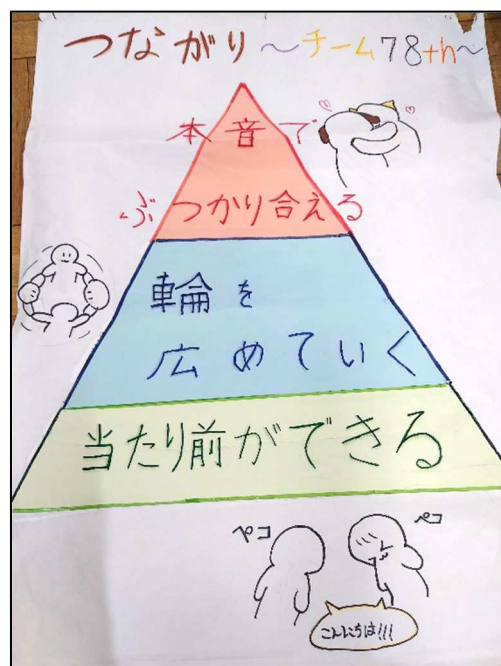 つながり 〜チーム78th〜
本音で
ぶつかり合える
輪を
広めていく
当たり前ができる
ペコ
ペコ
こんにちは!!!